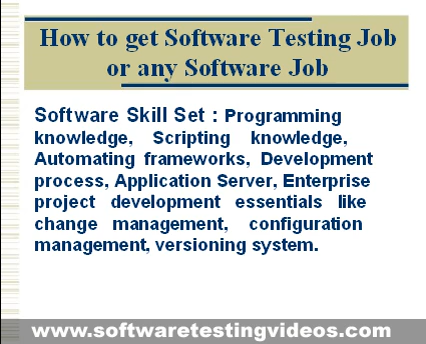 How to get Software Testing Job
or any Software Job
Software Skill Set : Programming
knowledge, Scripting knowledge,
Automating frameworks, Development
process, Application Server, Enterprise
project development essentials like
change management, configuration
management, versioning system.
www.softwaretestingvideos.com